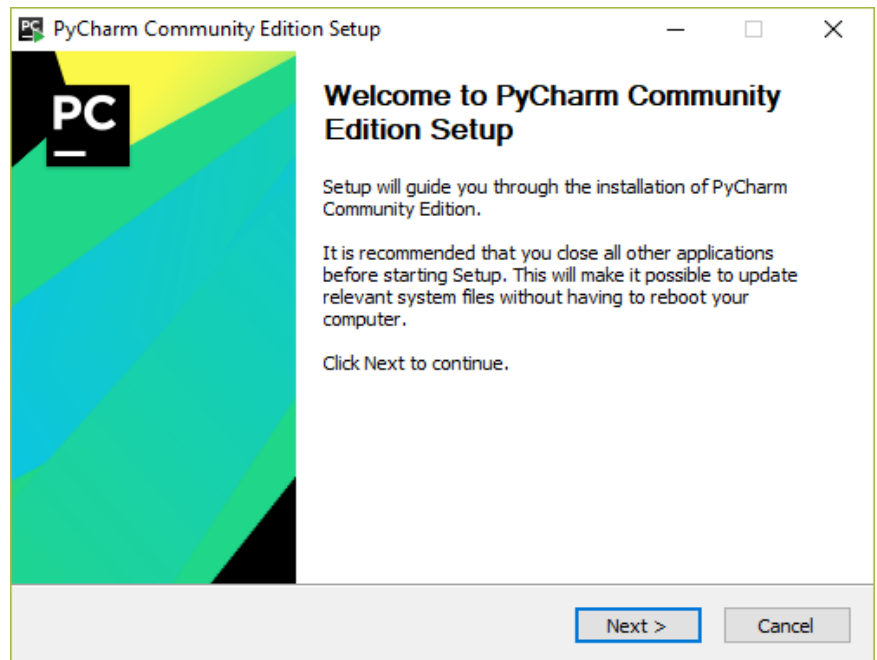 PyCharm Community Edition Setup
PC
Welcome to PyCharm Community
Edition Setup
Setup will guide you through the installation of PyCharm
Community Edition.
It is recommended that you close all other applications
before starting Setup. This will make it possible to update
relevant system files without having to reboot your
computer.
Click Next to continue.
Next >
Cancel